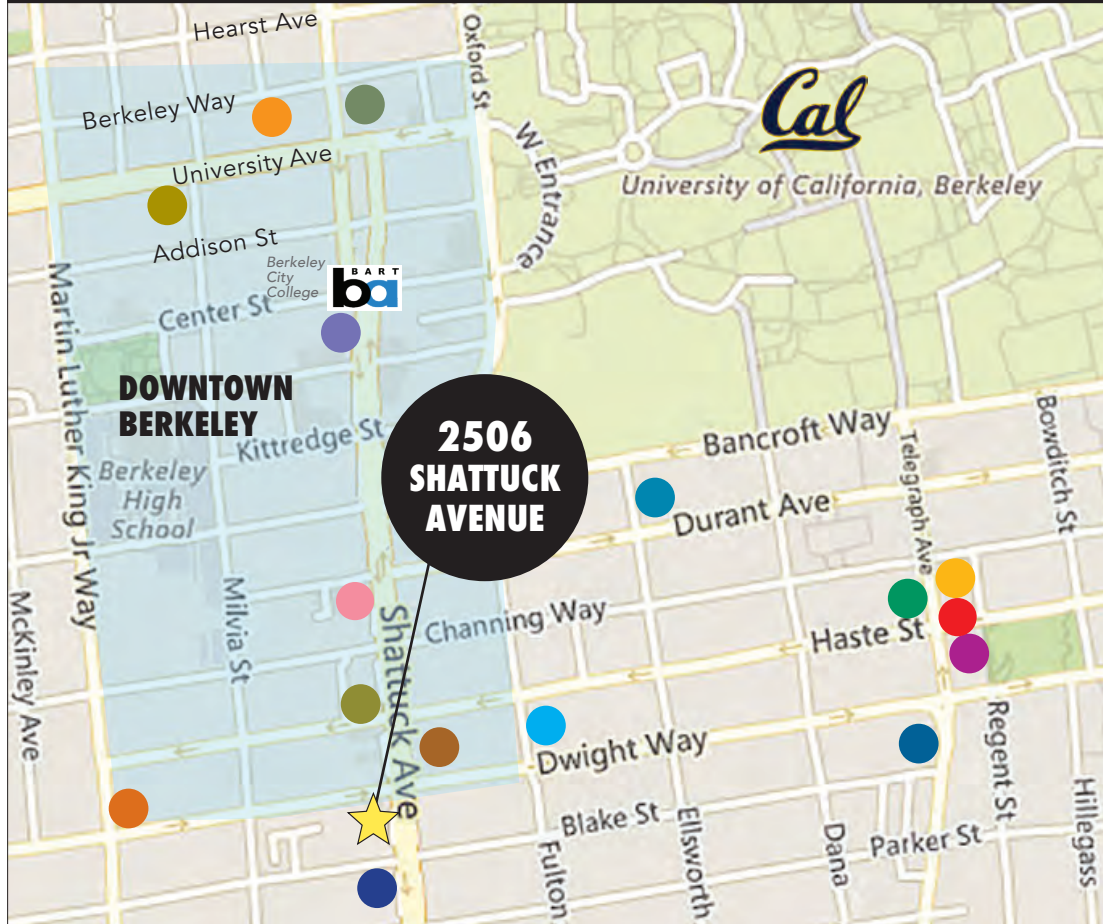 Hearst Ave
Oxford St
Berkeley Way
Cal
University Ave
W Entrance
University of California, Berkeley
Addison St
Berkeley
City
College
BART
ba
Center St
Martin Luther King Jr Way
DOWNTOWN
BERKELEY
Kittredge St
2506
SHATTUCK
AVENUE
Bancroft Way
Bowditch St
Telegraph Ave
Berkeley
High
School
Durant Ave
McKinley Ave
Milvia St
Shattuck Ave
Channing Way
Haste St
Dwight Way
Regent St
Blake St
Parker St
Fulton
Ellsworth
Dana
Hillegass